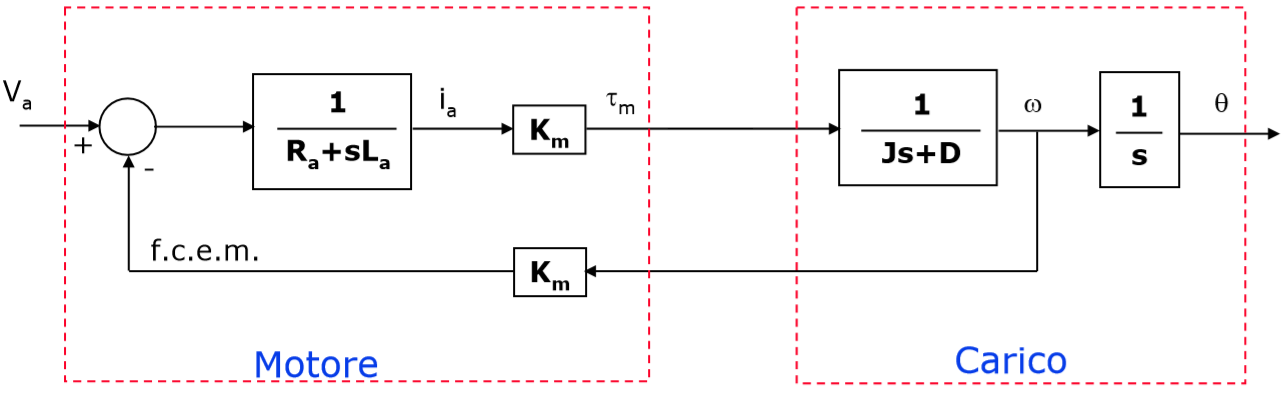 Va
+
-
1
Ra+sLa
ia
Km
τm
1
Js+D
ω
1
s
θ
f.c.e.m.
Km
Motore
Carico